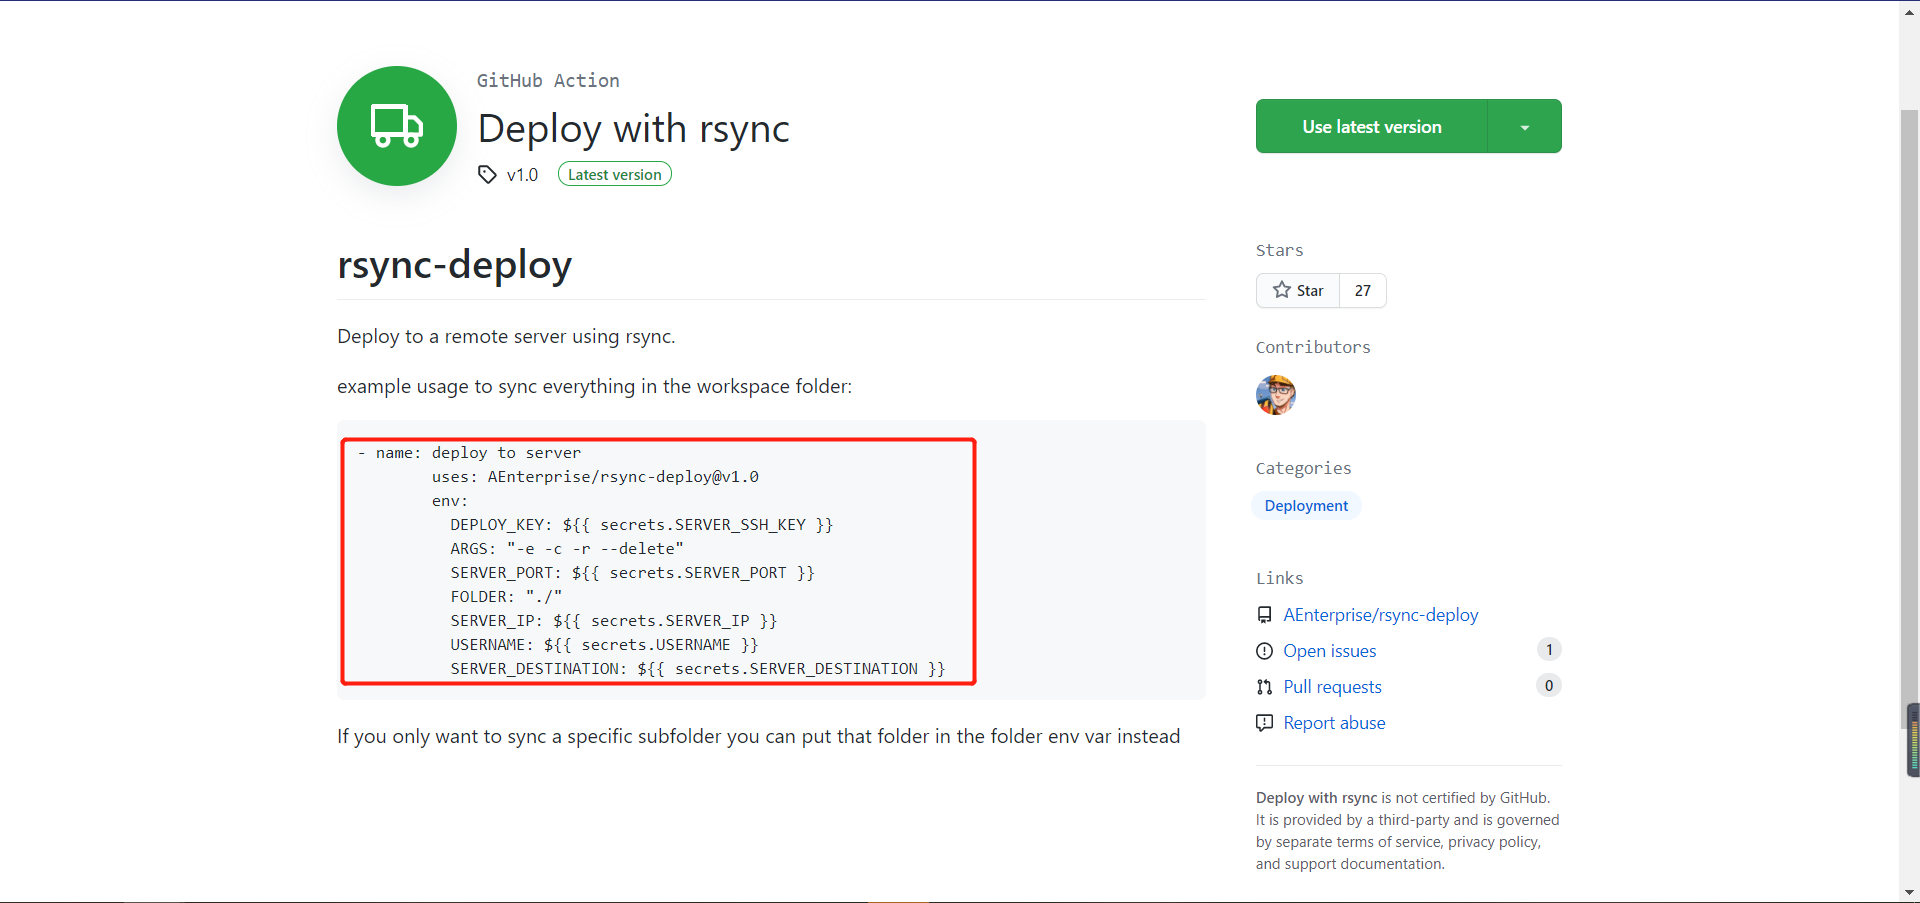 GitHub Action
Deploy with rsync
v1.0 Latest version
Use latest version
rsync-deploy
Deploy to a remote server using rsync.
example usage to sync everything in the workspace folder:
- name: deploy to server
        uses: AEnterprise/rsync-deploy@v1.0
        env:
          DEPLOY_KEY: ${{ secrets.SERVER_SSH_KEY }}
          ARGS: "-e -c -r --delete"
          SERVER_PORT: ${{ secrets.SERVER_PORT }}
          FOLDER: "./"
          SERVER_IP: ${{ secrets.SERVER_IP }}
          USERNAME: ${{ secrets.USERNAME }}
          SERVER_DESTINATION: ${{ secrets.SERVER_DESTINATION }}
If you only want to sync a specific subfolder you can put that folder in the folder env var instead
Stars
Star 27
Contributors
Categories
Deployment
Links
AEnterprise/rsync-deploy
Open issues 1
Pull requests 0
Report abuse
Deploy with rsync is not certified by GitHub.
It is provided by a third-party and is governed
by separate terms of service, privacy policy,
and support documentation.